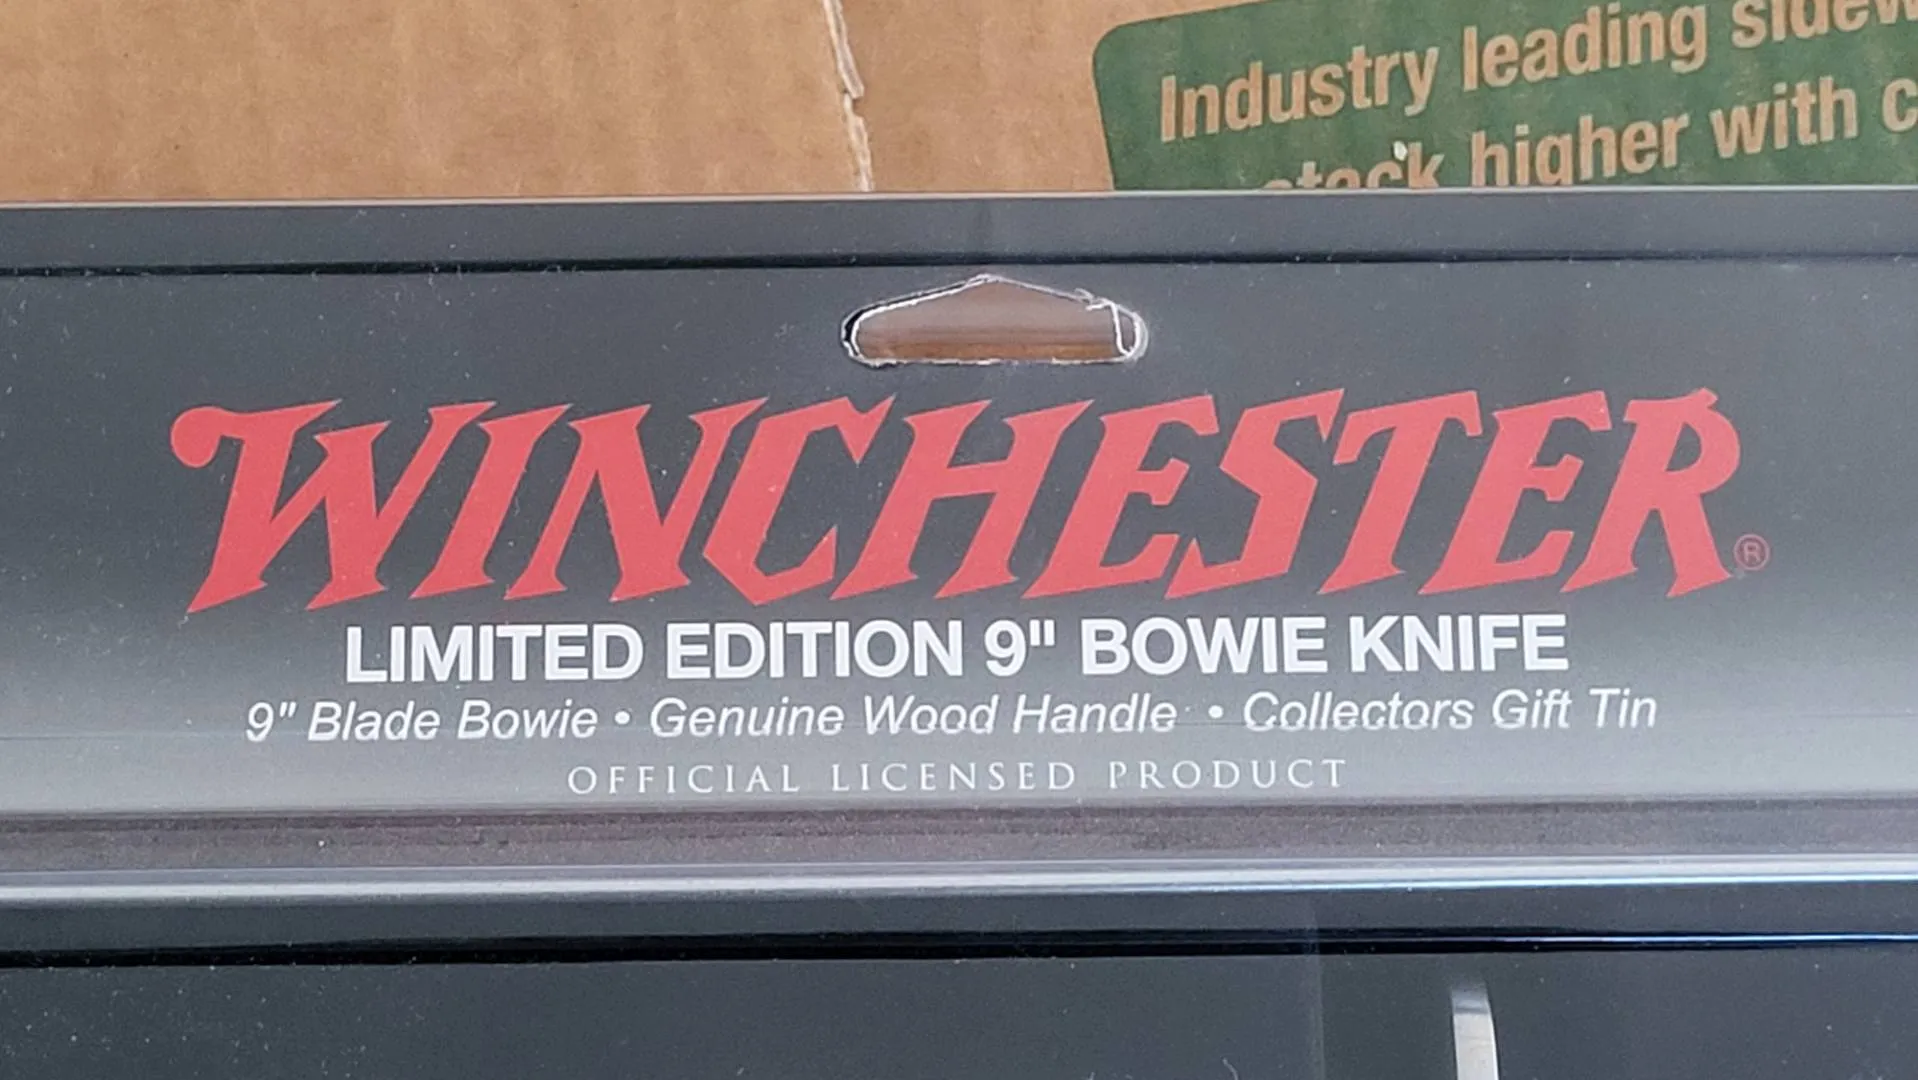 Industry leading
stack higher with
WINCHESTER®
LIMITED EDITION 9" BOWIE KNIFE
9" Blade Bowie • Genuine Wood Handle • Collectors Gift Tin
OFFICIAL LICENSED PRODUCT